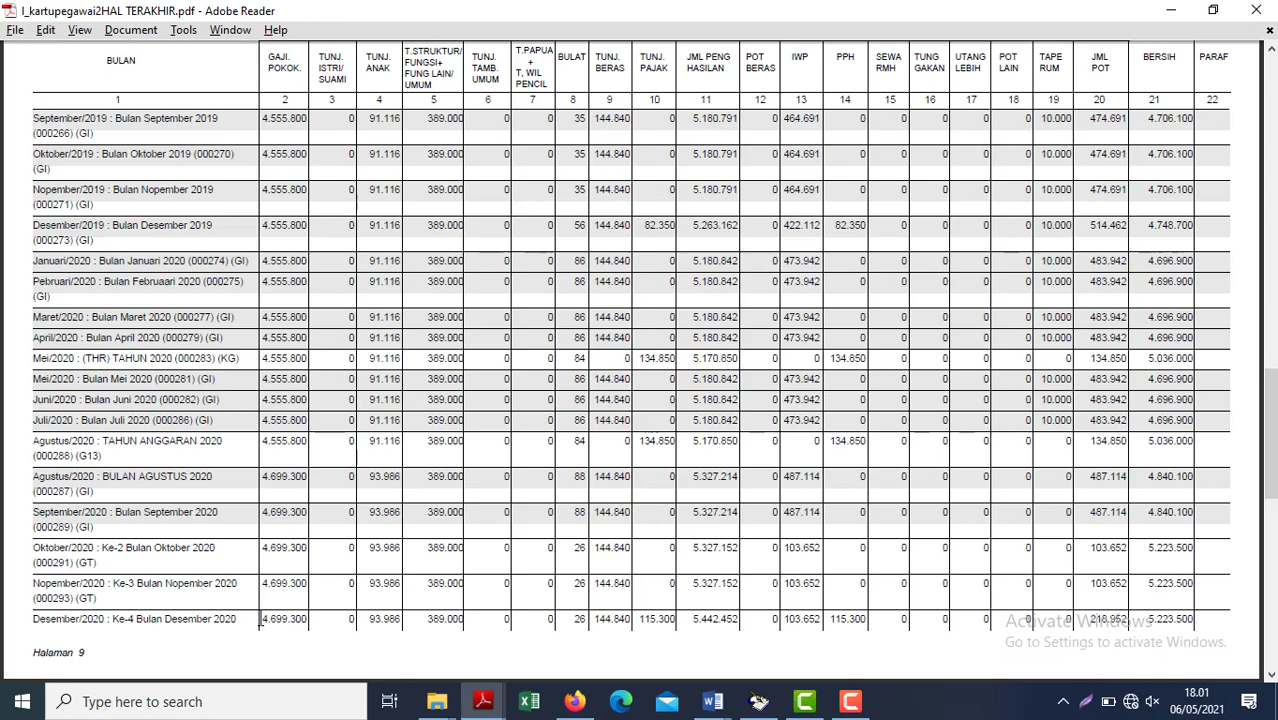 I_kartupegawai2HAL TERAKHIR.pdf - Adobe Reader
File Edit View Document Tools Window Help
BULAN GAJI. POKOK. TUNJ. ISTRI/ SUAMI TUNJ. ANAK T.STRUKTUR/ FUNGSI+ FUNG LAIN/ UMUM TUNJ. TAMB. UMUM T.PAPUA + T, WIL PENCIL BULAT TUNJ. BERAS TUNJ. PAJAK JML PENG HASILAN POT BERAS IWP PPH SEWA RMH TUNG GAKAN UTANG LEBIH POT LAIN TAPE RUM JML POT BERSIH PARAF
1 2 3 4 5 6 7 8 9 10 11 12 13 14 15 16 17 18 19 20 21 22
September/2019 : Bulan September 2019 4.555.800 0 91.116 389.000 0 0 35 144.840 0 5.180.791 0 464.691 0 0 0 0 0 10.000 474.691 4.706.100
(000266) (GI)
Oktober/2019 : Bulan Oktober 2019 (000270) 4.555.800 0 91.116 389.000 0 0 35 144.840 0 5.180.791 0 464.691 0 0 0 0 0 10.000 474.691 4.706.100
(GI)
Nopember/2019 : Bulan Nopember 2019 4.555.800 0 91.116 389.000 0 0 35 144.840 0 5.180.791 0 464.691 0 0 0 0 0 10.000 474.691 4.706.100
(000271) (GI)
Desember/2019 : Bulan Desember 2019 4.555.800 0 91.116 389.000 0 0 56 144.840 82.350 5.263.162 0 422.112 82.350 0 0 0 0 10.000 514.462 4.748.700
(000273) (GI)
Januari/2020 : Bulan Januari 2020 (000274) (GI) 4.555.800 0 91.116 389.000 0 0 86 144.840 0 5.180.842 0 473.942 0 0 0 0 0 10.000 483.942 4.696.900
Pebruari/2020 : Bulan Februaari 2020 (000275) 4.555.800 0 91.116 389.000 0 0 86 144.840 0 5.180.842 0 473.942 0 0 0 0 0 10.000 483.942 4.696.900
(GI)
Maret/2020 : Bulan Maret 2020 (000277) (GI) 4.555.800 0 91.116 389.000 0 0 86 144.840 0 5.180.842 0 473.942 0 0 0 0 0 10.000 483.942 4.696.900
April/2020 : Bulan April 2020 (000279) (GI) 4.555.800 0 91.116 389.000 0 0 86 144.840 0 5.180.842 0 473.942 0 0 0 0 0 10.000 483.942 4.696.900
Mei/2020 : (THR) TAHUN 2020 (000283) (KG) 4.555.800 0 91.116 389.000 0 0 84 0 134.850 5.170.850 0 0 134.850 0 0 0 0 0 134.850 5.036.000
Mei/2020 : Bulan Mei 2020 (000281) (GI) 4.555.800 0 91.116 389.000 0 0 86 144.840 0 5.180.842 0 473.942 0 0 0 0 0 10.000 483.942 4.696.900
Juni/2020 : Bulan Juni 2020 (000282) (GI) 4.555.800 0 91.116 389.000 0 0 86 144.840 0 5.180.842 0 473.942 0 0 0 0 0 10.000 483.942 4.696.900
Juli/2020 : Bulan Juli 2020 (000286) (GI) 4.555.800 0 91.116 389.000 0 0 86 144.840 0 5.180.842 0 473.942 0 0 0 0 0 10.000 483.942 4.696.900
Agustus/2020 : TAHUN ANGGARAN 2020 4.555.800 0 91.116 389.000 0 0 84 0 134.850 5.170.850 0 0 134.850 0 0 0 0 0 134.850 5.036.000
(000288) (G13)
Agustus/2020 : BULAN AGUSTUS 2020 4.699.300 0 93.986 389.000 0 0 88 144.840 0 5.327.214 0 487.114 0 0 0 0 0 0 487.114 4.840.100
(000287) (GI)
September/2020 : Bulan September 2020 4.699.300 0 93.986 389.000 0 0 88 144.840 0 5.327.214 0 487.114 0 0 0 0 0 0 487.114 4.840.100
(000289) (GI)
Oktober/2020 : Ke-2 Bulan Oktober 2020 4.699.300 0 93.986 389.000 0 0 26 144.840 0 5.327.152 0 103.652 0 0 0 0 0 0 103.652 5.223.500
(000291) (GT)
Nopember/2020 : Ke-3 Bulan Nopember 2020 4.699.300 0 93.986 389.000 0 0 26 144.840 0 5.327.152 0 103.652 0 0 0 0 0 0 103.652 5.223.500
(000293) (GT)
Desember/2020 : Ke-4 Bulan Desember 2020 4.699.300 0 93.986 389.000 0 0 26 144.840 115.300 5.442.452 0 103.652 115.300 0 0 0 0 0 218.952 5.223.500
Activate Windows
Go to Settings to activate Windows.
Halaman 9
Type here to search
18.01
06/05/2021